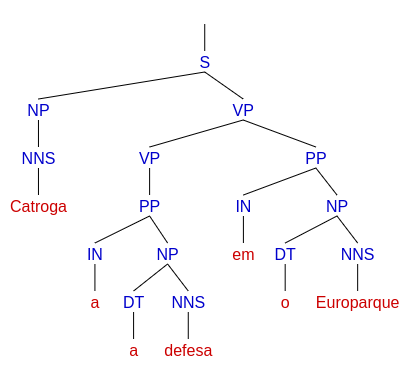 S
NP VP
NNS VP PP
Catroga PP IN NP
IN NP em DT NNS
a DT NNS o Europarque
a defesa